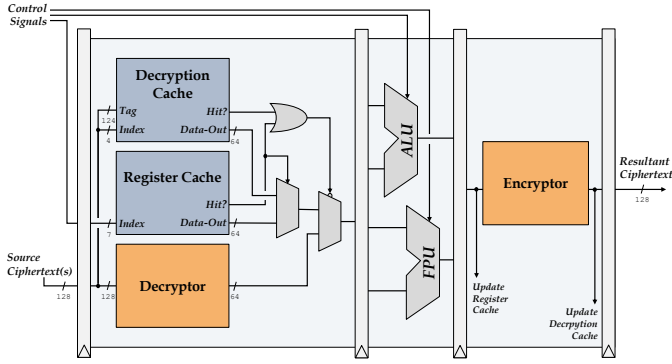 Control
Signals
Decryption
Cache
Tag
124
Index
4
Hit?
Data-Out
64
Register Cache
Hit?
Index
7
Data-Out
64
Source
Ciphertext(s)
128
128
Decryptor
64
ALU
FPU
Encryptor
Resultant
Ciphertext
128
Update
Register
Cache
Update
Decrpytion
Cache